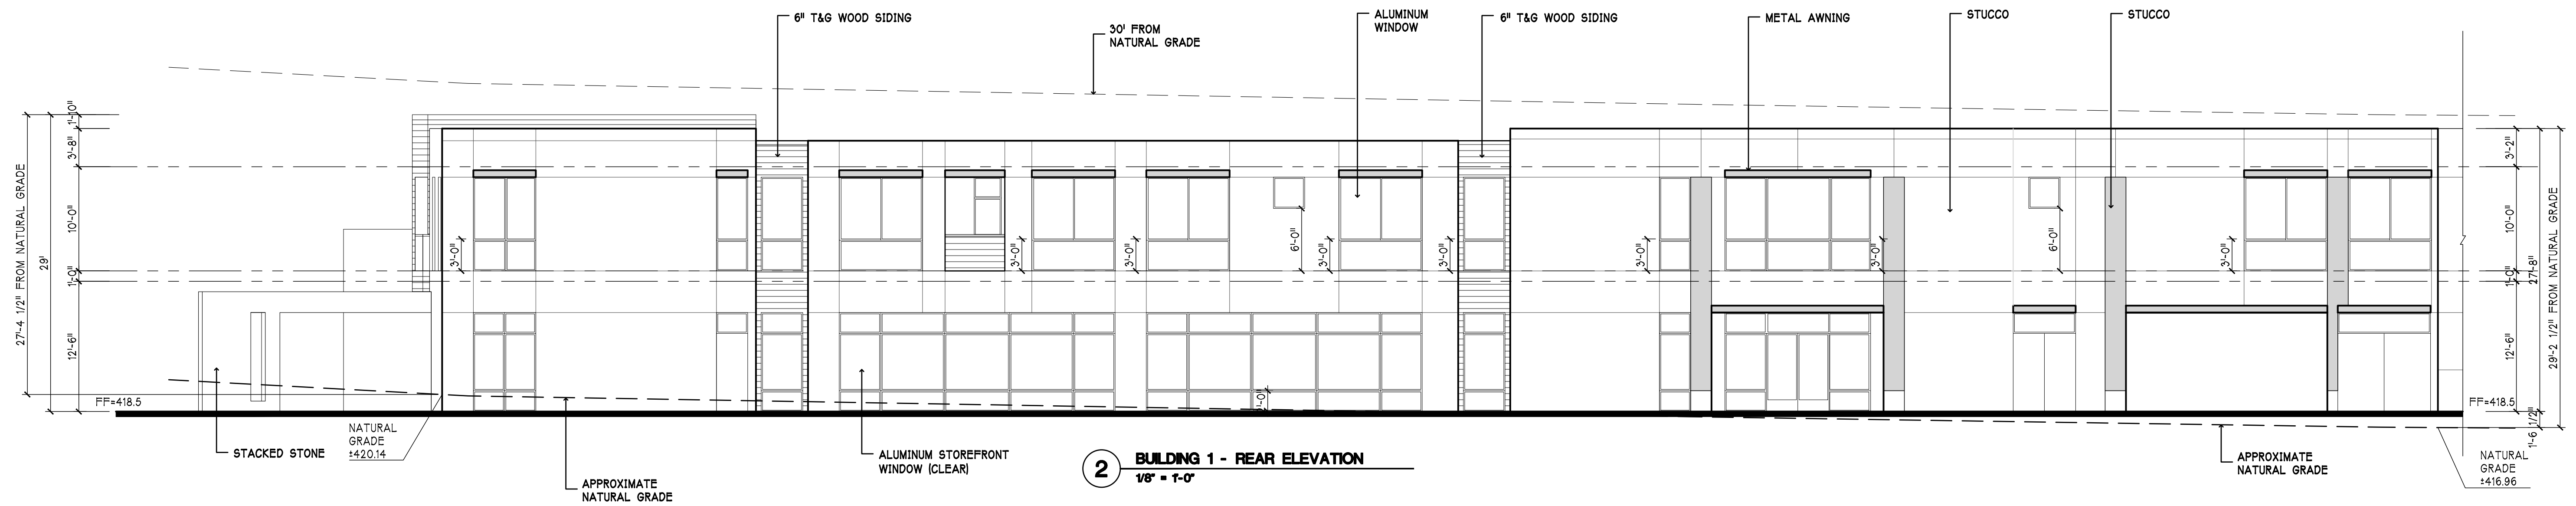 6" T&G WOOD SIDING
30' FROM
NATURAL GRADE
ALUMINUM
WINDOW
6" T&G WOOD SIDING
METAL AWNING
STUCCO
STUCCO
27'-4 1/2" FROM NATURAL GRADE
29'
1'-10"
3'-8"
10'-0"
1'-0"
12'-6"
FF=418.5
3'-0"
3'-0"
3'-0"
6'-0"
3'-0"
3'-0"
3'-0"
3'-0"
6'-0"
3'-0"
3'-2"
10'-0"
1'-0"
12'-6"
27'-8"
29'-2 1/2" FROM NATURAL GRADE
FF=418.5
1'-6 1/2"
NATURAL
GRADE
±420.14
STACKED STONE
APPROXIMATE
NATURAL GRADE
ALUMINUM STOREFRONT
WINDOW (CLEAR)
2
BUILDING 1 - REAR ELEVATION
1/8" = 1'-0"
APPROXIMATE
NATURAL GRADE
NATURAL
GRADE
±416.96